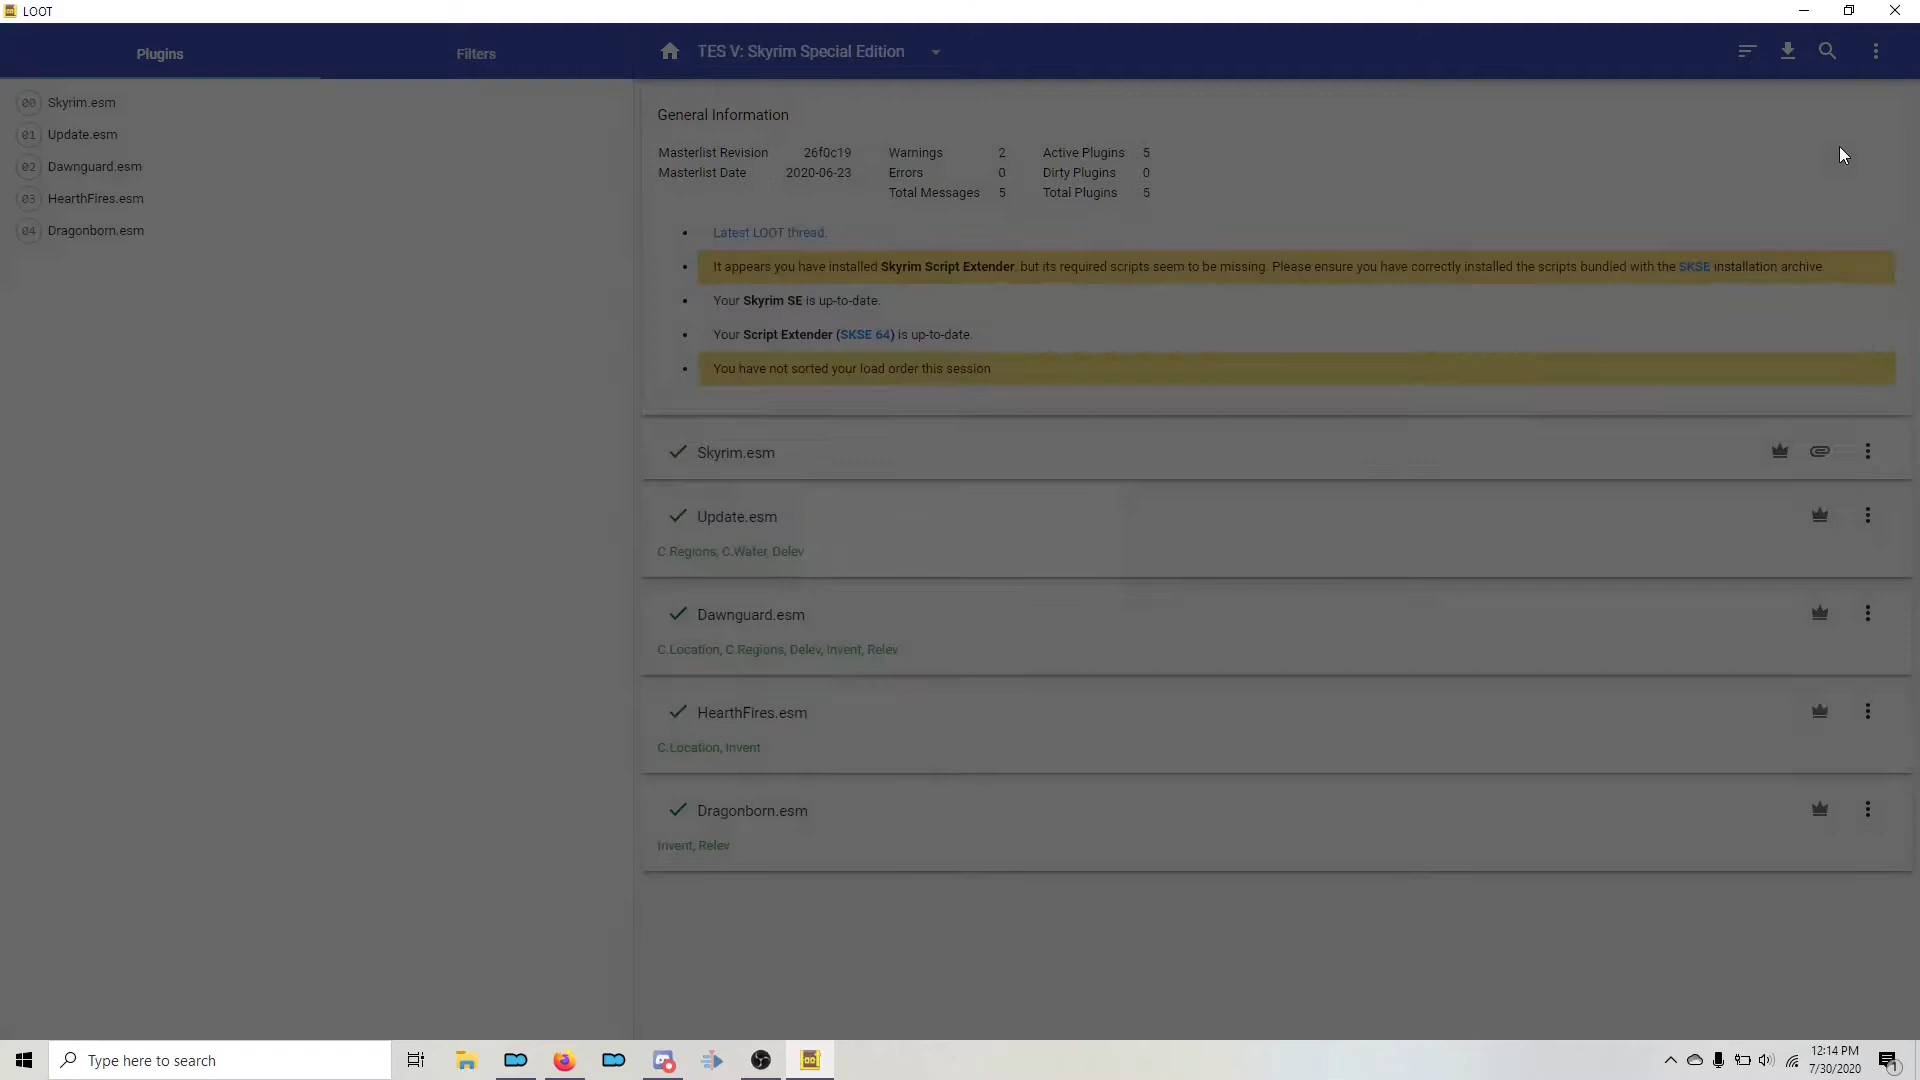 LOOT
Plugins
Filters
TES V: Skyrim Special Edition
00 Skyrim.esm
01 Update.esm
02 Dawnguard.esm
03 HearthFires.esm
04 Dragonborn.esm
General Information
Masterlist Revision 26f0c19 Warnings 2 Active Plugins 5
Masterlist Date 2020-06-23 Errors 0 Dirty Plugins 0
Total Messages 5 Total Plugins 5
Latest LOOT thread.
It appears you have installed Skyrim Script Extender, but its required scripts seem to be missing. Please ensure you have correctly installed the scripts bundled with the SKSE installation archive.
Your Skyrim SE is up-to-date.
Your Script Extender (SKSE 64) is up-to-date.
You have not sorted your load order this session
Skyrim.esm
Update.esm
C.Regions, C.Water, Delev
Dawnguard.esm
C.Location, C.Regions, Delev, Invent, Relev
HearthFires.esm
C.Location, Invent
Dragonborn.esm
Invent, Relev
Type here to search
12:14 PM
7/30/2020
1